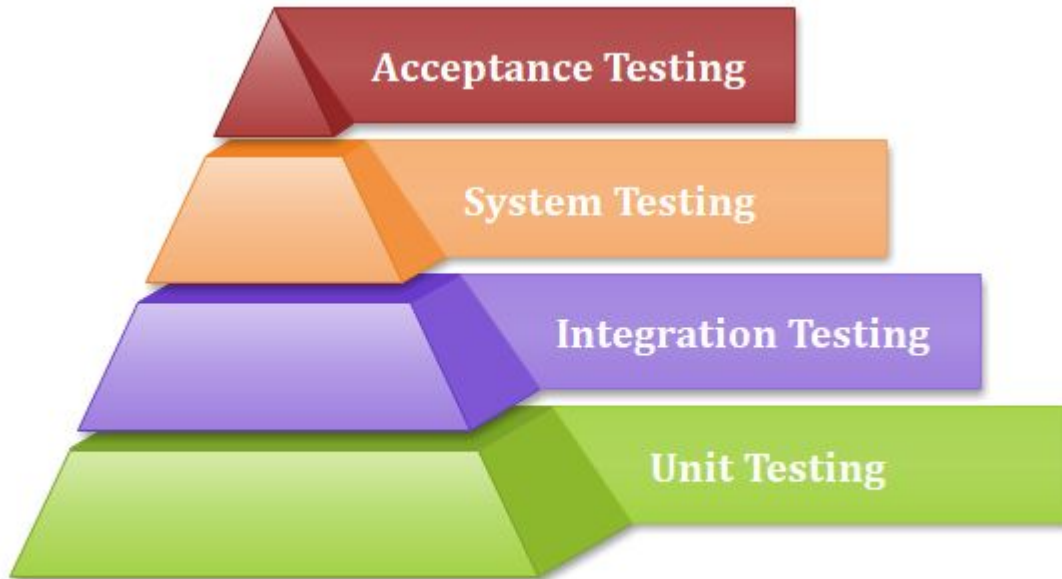 Acceptance Testing
System Testing
Integration Testing
Unit Testing